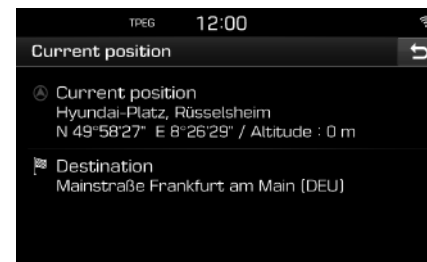 TPEG 12:00
Current position
Current position
Hyundai-Platz, Rüsselsheim
N 49°58'27" E 8°26'29" / Altitude : 0 m
Destination
Mainstraße Frankfurt am Main (DEU)